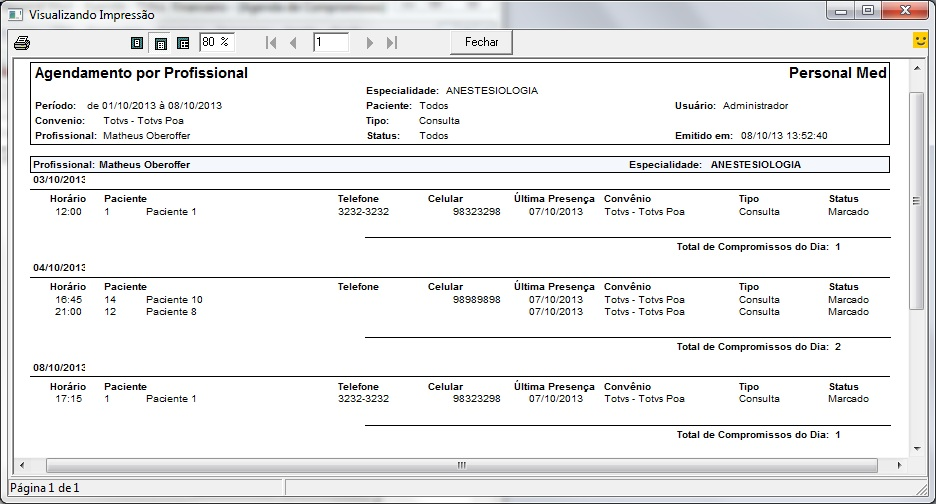 Visualizando Impressão
80 %
1
Fechar
Agendamento por Profissional
Personal Med
Especialidade: ANESTESIOLOGIA
Período: de 01/10/2013 à 08/10/2013 Paciente: Todos Usuário: Administrador
Convenio: Totvs - Totvs Poa Tipo: Consulta
Profissional: Matheus Oberoffer Status: Todos Emitido em: 08/10/13 13:52:40
Profissional: Matheus Oberoffer Especialidade: ANESTESIOLOGIA
03/10/2013
Horário Paciente Telefone Celular Última Presença Convênio Tipo Status
12:00 1 Paciente 1 3232-3232 98323298 07/10/2013 Totvs - Totvs Poa Consulta Marcado
Total de Compromissos do Dia: 1
04/10/2013
Horário Paciente Telefone Celular Última Presença Convênio Tipo Status
16:45 14 Paciente 10 98989898 07/10/2013 Totvs - Totvs Poa Consulta Marcado
21:00 12 Paciente 8 07/10/2013 Totvs - Totvs Poa Consulta Marcado
Total de Compromissos do Dia: 2
08/10/2013
Horário Paciente Telefone Celular Última Presença Convênio Tipo Status
17:15 1 Paciente 1 3232-3232 98323298 07/10/2013 Totvs - Totvs Poa Consulta Marcado
Total de Compromissos do Dia: 1
Página 1 de 1